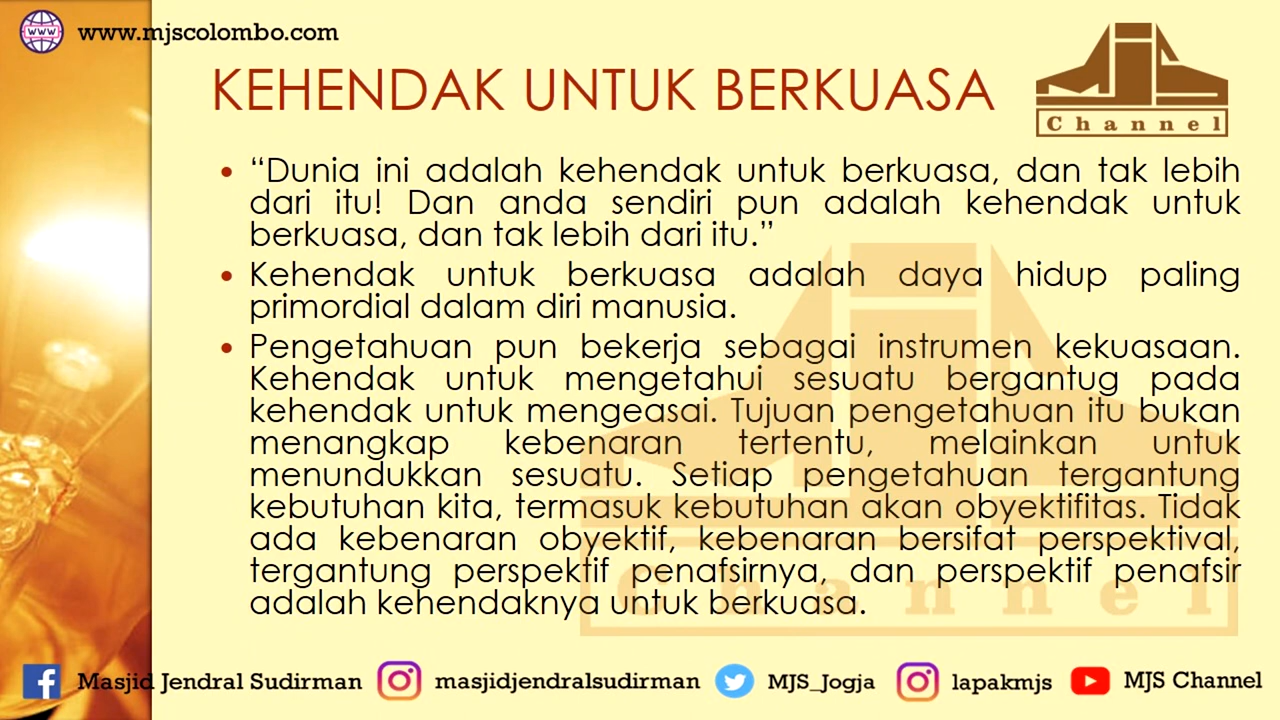 www.mjscolombo.com
KEHENDAK UNTUK BERKUASA
MJS
Channel
• “Dunia ini adalah kehendak untuk berkuasa, dan tak lebih
dari itu! Dan anda sendiri pun adalah kehendak untuk
berkuasa, dan tak lebih dari itu.”
• Kehendak untuk berkuasa adalah daya hidup paling
primordial dalam diri manusia.
• Pengetahuan pun bekerja sebagai instrumen kekuasaan.
Kehendak untuk mengetahui sesuatu bergantug pada
kehendak untuk mengeasai. Tujuan pengetahuan itu bukan
menangkap kebenaran tertentu, melainkan untuk
menundukkan sesuatu. Setiap pengetahuan tergantung
kebutuhan kita, termasuk kebutuhan akan obyektifitas. Tidak
ada kebenaran obyektif, kebenaran bersifat perspektival,
tergantung perspektif penafsirnya, dan perspektif penafsir
adalah kehendaknya untuk berkuasa.
Channel
Masjid Jendral Sudirman masjidjendralsudirman MJS_Jogja lapakmjs MJS Channel